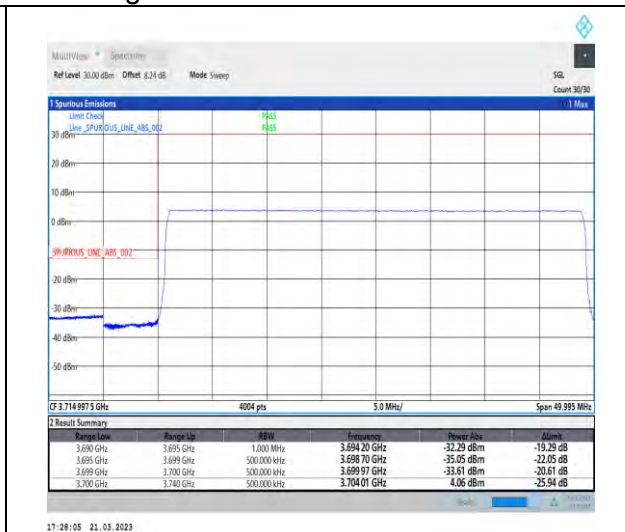 MultiView Spectrum
Ref Level 30.00 dBm Offset 8.24 dB Mode Sweep SGL
Count 30/30
1 Spurious Emissions 1 Max
Limit Check PASS
Line _SPURIOUS_LINE_ABS_002 PASS
30 dBm
20 dBm
10 dBm
0 dBm
_SPURIOUS_LINE_ABS_002
-20 dBm
-30 dBm
-40 dBm
-50 dBm
CF 3.714 997 5 GHz 4004 pts 5.0 MHz/ Span 49.995 MHz
2 Result Summary
Range Low Range Up RBW Frequency Power Abs ΔLimit
3.690 GHz 3.695 GHz 1.000 MHz 3.694 20 GHz -32.29 dBm -19.29 dB
3.695 GHz 3.699 GHz 500.000 kHz 3.698 70 GHz -35.05 dBm -22.05 dB
3.699 GHz 3.700 GHz 500.000 kHz 3.699 97 GHz -33.61 dBm -20.61 dB
3.700 GHz 3.740 GHz 500.000 kHz 3.704 01 GHz 4.06 dBm -25.94 dB
17:28:05 21.03.2023